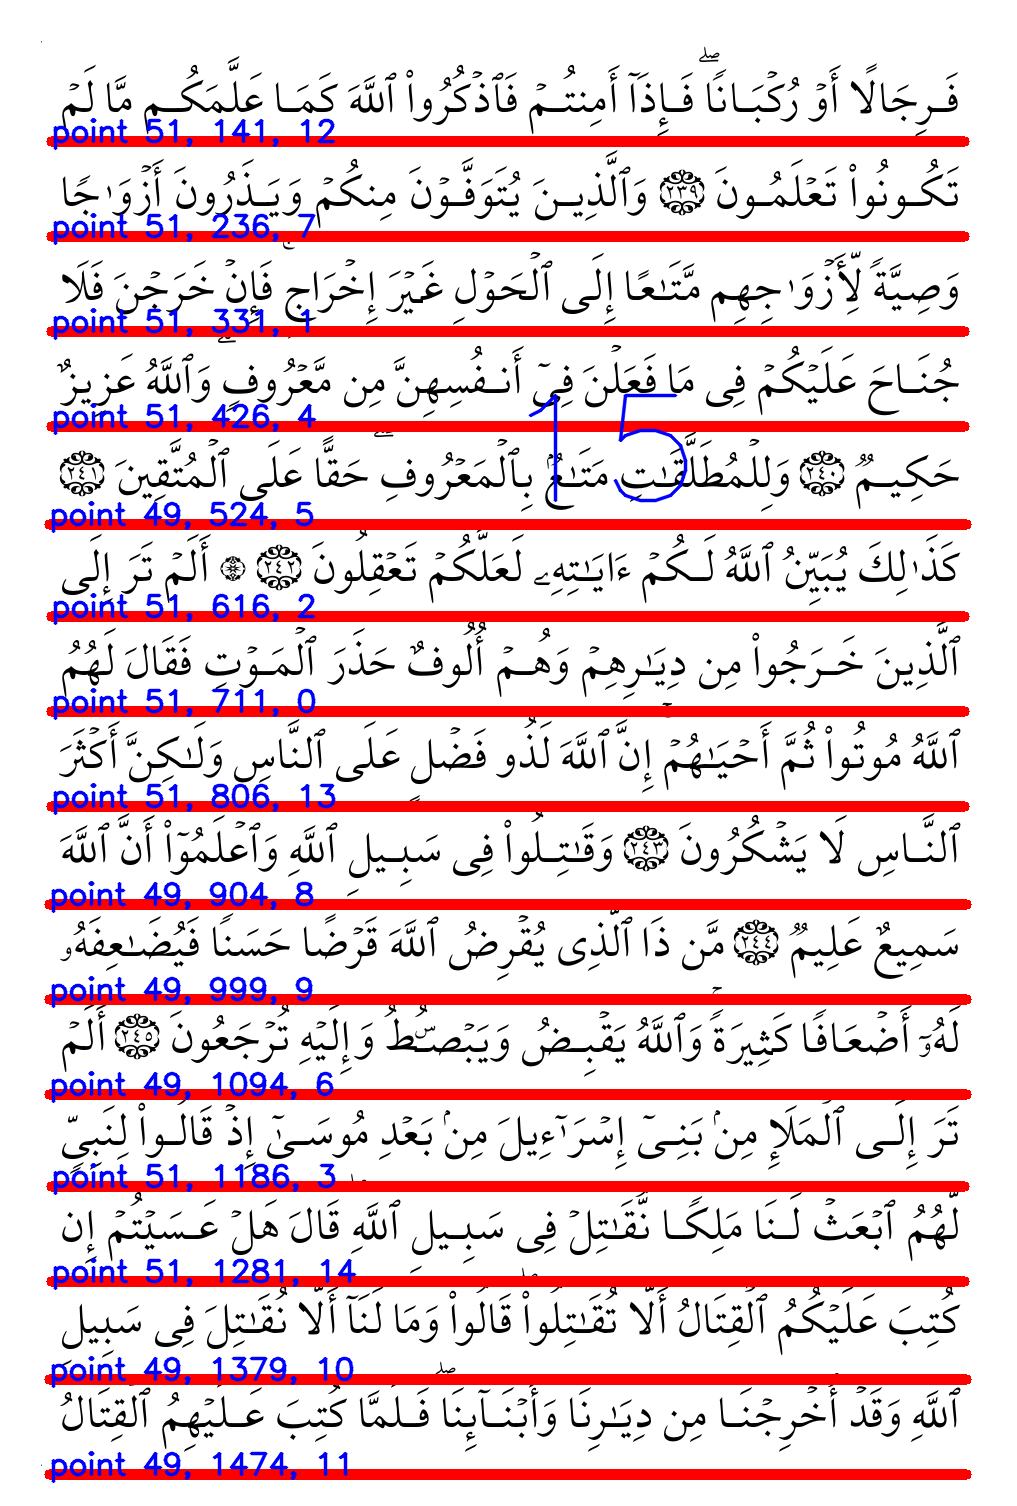 فَرِجَالًا أَوۡ رُكۡبَانٗاۖ فَإِذَآ أَمِنتُمۡ فَٱذۡكُرُواْ ٱللَّهَ كَمَا عَلَّمَكُم مَّا لَمۡ
point 51, 141, 12
تَكُونُواْ تَعۡلَمُونَ ٢٣٩ وَٱلَّذِينَ يُتَوَفَّوۡنَ مِنكُمۡ وَيَذَرُونَ أَزۡوَٰجٗا
point 51, 236, 7
وَصِيَّةٗ لِّأَزۡوَٰجِهِم مَّتَٰعًا إِلَى ٱلۡحَوۡلِ غَيۡرَ إِخۡرَاجٖۚ فَإِنۡ خَرَجۡنَ فَلَا
point 51, 331, 1
جُنَاحَ عَلَيۡكُمۡ فِي مَا فَعَلۡنَ فِيٓ أَنفُسِهِنَّ مِن مَّعۡرُوفٖۗ وَٱللَّهُ عَزِيزٌ
point 51, 426, 4
15
حَكِيمٞ ٢٤٠ وَلِلۡمُطَلَّقَٰتِ مَتَٰعُۢ بِٱلۡمَعۡرُوفِۖ حَقًّا عَلَى ٱلۡمُتَّقِينَ ٢٤١
point 49, 524, 5
كَذَٰلِكَ يُبَيِّنُ ٱللَّهُ لَكُمۡ ءَايَٰتِهِۦ لَعَلَّكُمۡ تَعۡقِلُونَ ٢٤٢ ۞ أَلَمۡ تَرَ إِلَى
point 51, 616, 2
ٱلَّذِينَ خَرَجُواْ مِن دِيَٰرِهِمۡ وَهُمۡ أُلُوفٌ حَذَرَ ٱلۡمَوۡتِ فَقَالَ لَهُمُ
point 51, 711, 0
ٱللَّهُ مُوتُواْ ثُمَّ أَحۡيَٰهُمۡۚ إِنَّ ٱللَّهَ لَذُو فَضۡلٍ عَلَى ٱلنَّاسِ وَلَٰكِنَّ أَكۡثَرَ
point 51, 806, 13
ٱلنَّاسِ لَا يَشۡكُرُونَ ٢٤٣ وَقَٰتِلُواْ فِي سَبِيلِ ٱللَّهِ وَٱعۡلَمُوٓاْ أَنَّ ٱللَّهَ
point 49, 904, 8
سَمِيعٌ عَلِيمٞ ٢٤٤ مَّن ذَا ٱلَّذِي يُقۡرِضُ ٱللَّهَ قَرۡضًا حَسَنٗا فَيُضَٰعِفَهُۥ
point 49, 999, 9
لَهُۥٓ أَضۡعَافٗا كَثِيرَةٗۚ وَٱللَّهُ يَقۡبِضُ وَيَبۡصُۜطُ وَإِلَيۡهِ تُرۡجَعُونَ ٢٤٥ أَلَمۡ
point 49, 1094, 6
تَرَ إِلَى ٱلۡمَلَإِ مِنۢ بَنِيٓ إِسۡرَٰٓءِيلَ مِنۢ بَعۡدِ مُوسَىٰٓ إِذۡ قَالُواْ لِنَبِيّٖ
point 51, 1186, 3
لَّهُمُ ٱبۡعَثۡ لَنَا مَلِكٗا نُّقَٰتِلۡ فِي سَبِيلِ ٱللَّهِۖ قَالَ هَلۡ عَسَيۡتُمۡ إِن
point 51, 1281, 14
كُتِبَ عَلَيۡكُمُ ٱلۡقِتَالُ أَلَّا تُقَٰتِلُواْۖ قَالُواْ وَمَا لَنَآ أَلَّا نُقَٰتِلَ فِي سَبِيلِ
point 49, 1379, 10
ٱللَّهِ وَقَدۡ أُخۡرِجۡنَا مِن دِيَٰرِنَا وَأَبۡنَآئِنَاۖ فَلَمَّا كُتِبَ عَلَيۡهِمُ ٱلۡقِتَالُ
point 49, 1474, 11